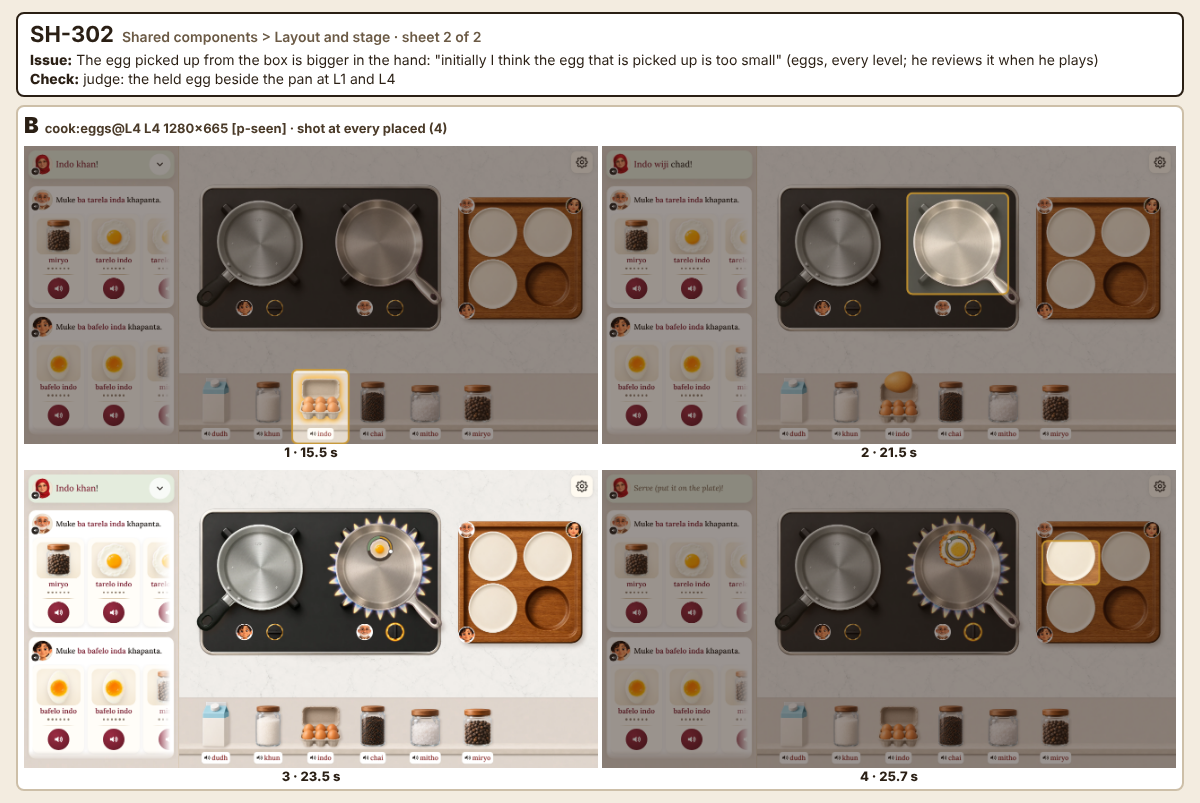 SH-302 Shared components > Layout and stage · sheet 2 of 2
Issue: The egg picked up from the box is bigger in the hand: "initially I think the egg that is picked up is too small" (eggs, every level; he reviews it when he plays)
Check: judge: the held egg beside the pan at L1 and L4
B cook:eggs@L4 L4 1280×665 [p-seen] · shot at every placed (4)
Indo khan!
Muke ba tarela inda khapanta.
miryo
tarelo indo
Muke ba bafelo inda khapanta.
bafelo indo
bafelo indo
dudh
khun
indo
chai
mitho
miryo
1 · 15.5 s
Indo wiji chad!
Muke ba tarela inda khapanta.
miryo
tarelo indo
Muke ba bafelo inda khapanta.
bafelo indo
bafelo indo
dudh
khun
indo
chai
mitho
miryo
2 · 21.5 s
Indo khan!
Muke ba tarela inda khapanta.
miryo
tarelo indo
Muke ba bafelo inda khapanta.
bafelo indo
bafelo indo
dudh
khun
indo
chai
mitho
miryo
3 · 23.5 s
Serve (put it on the plate)!
Muke ba tarela inda khapanta.
miryo
tarelo indo
Muke ba bafelo inda khapanta.
bafelo indo
bafelo indo
dudh
khun
indo
chai
mitho
miryo
4 · 25.7 s